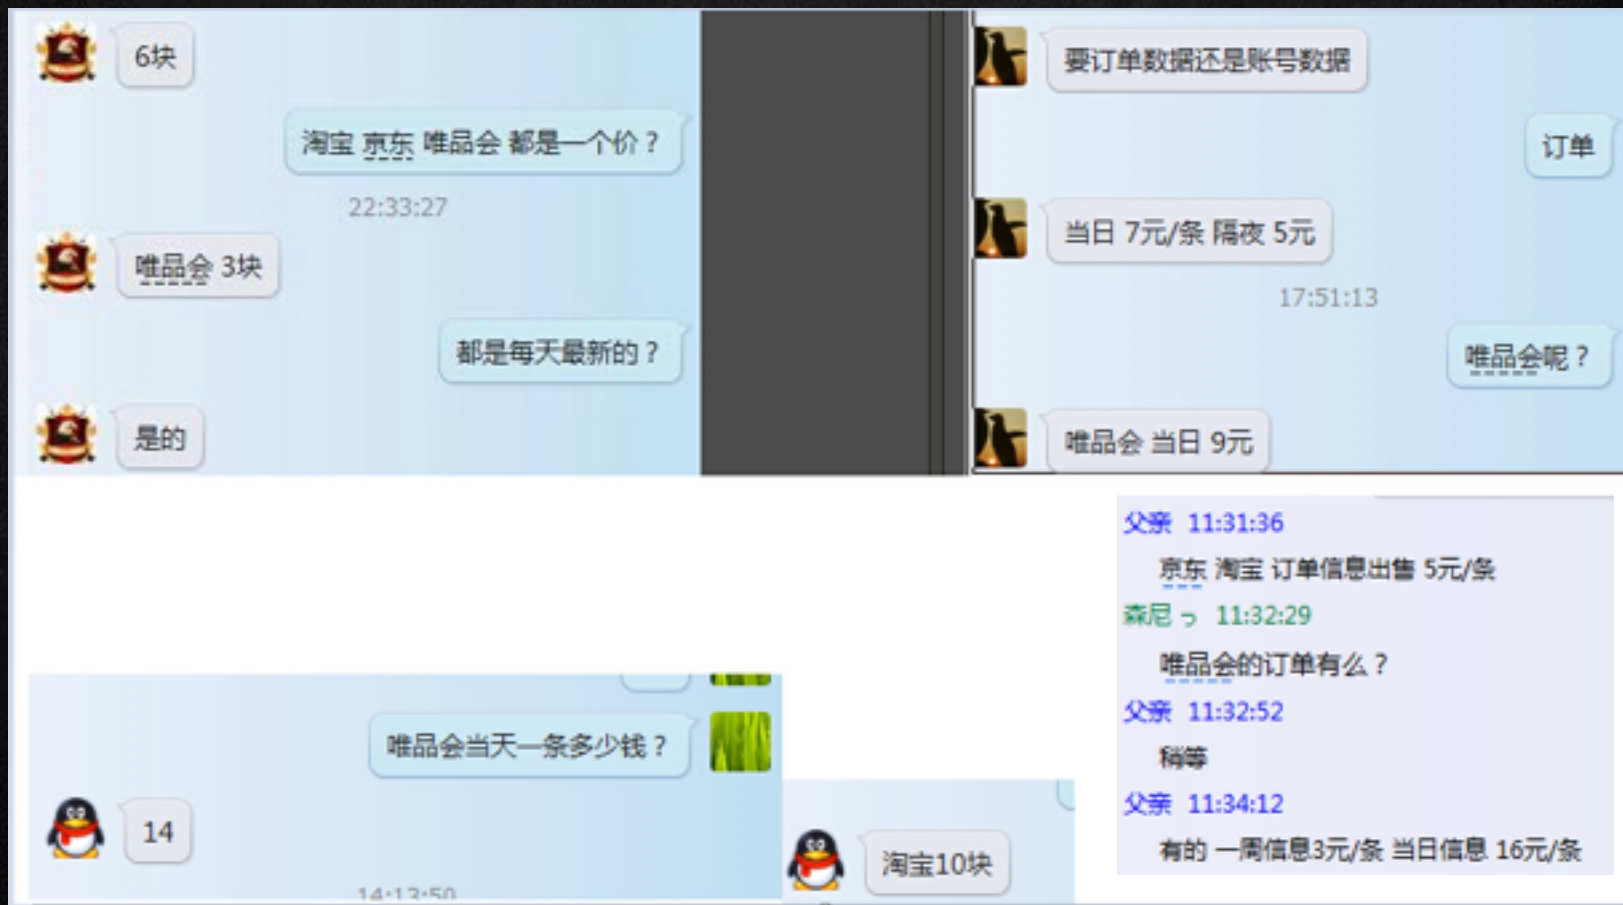 6块
淘宝 京东 唯品会 都是一个价？
22:33:27
唯品会 3块
都是每天最新的？
是的
要订单数据还是账号数据
订单
当日 7元/条 隔夜 5元
17:51:13
唯品会呢？
唯品会 当日 9元
父亲 11:31:36
京东 淘宝 订单信息出售 5元/条
森尼っ 11:32:29
唯品会的订单有么？
父亲 11:32:52
稍等
父亲 11:34:12
有的 一周信息3元/条 当日信息 16元/条
唯品会当天一条多少钱？
14
14:13:50
淘宝10块